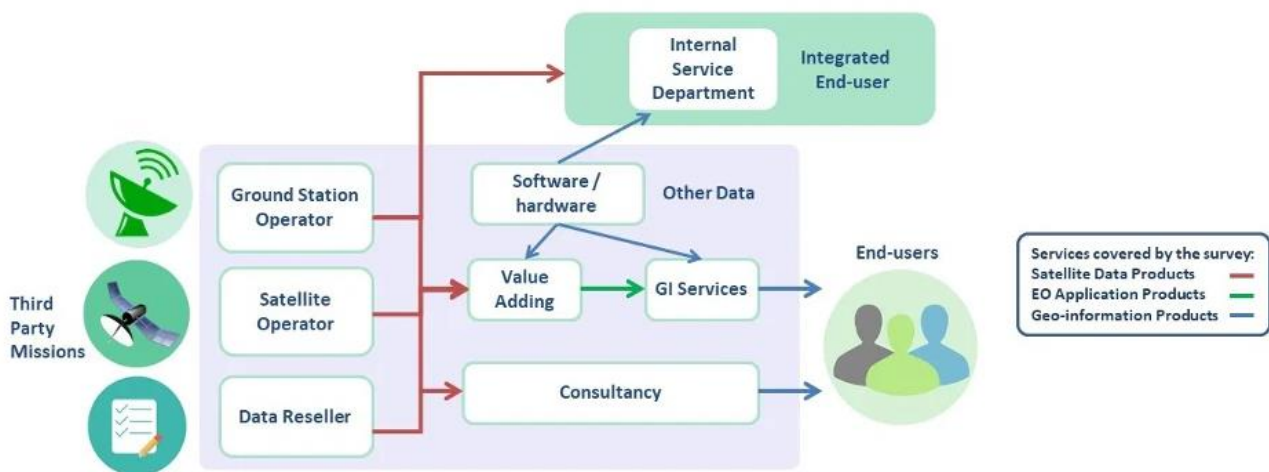 Internal
Service
Department
Integrated
End-user
Ground Station
Operator
Software /
hardware
Other Data
Third
Party
Missions
Satellite
Operator
Value
Adding
GI Services
End-users
Data Reseller
Consultancy
Services covered by the survey:
Satellite Data Products
EO Application Products
Geo-information Products